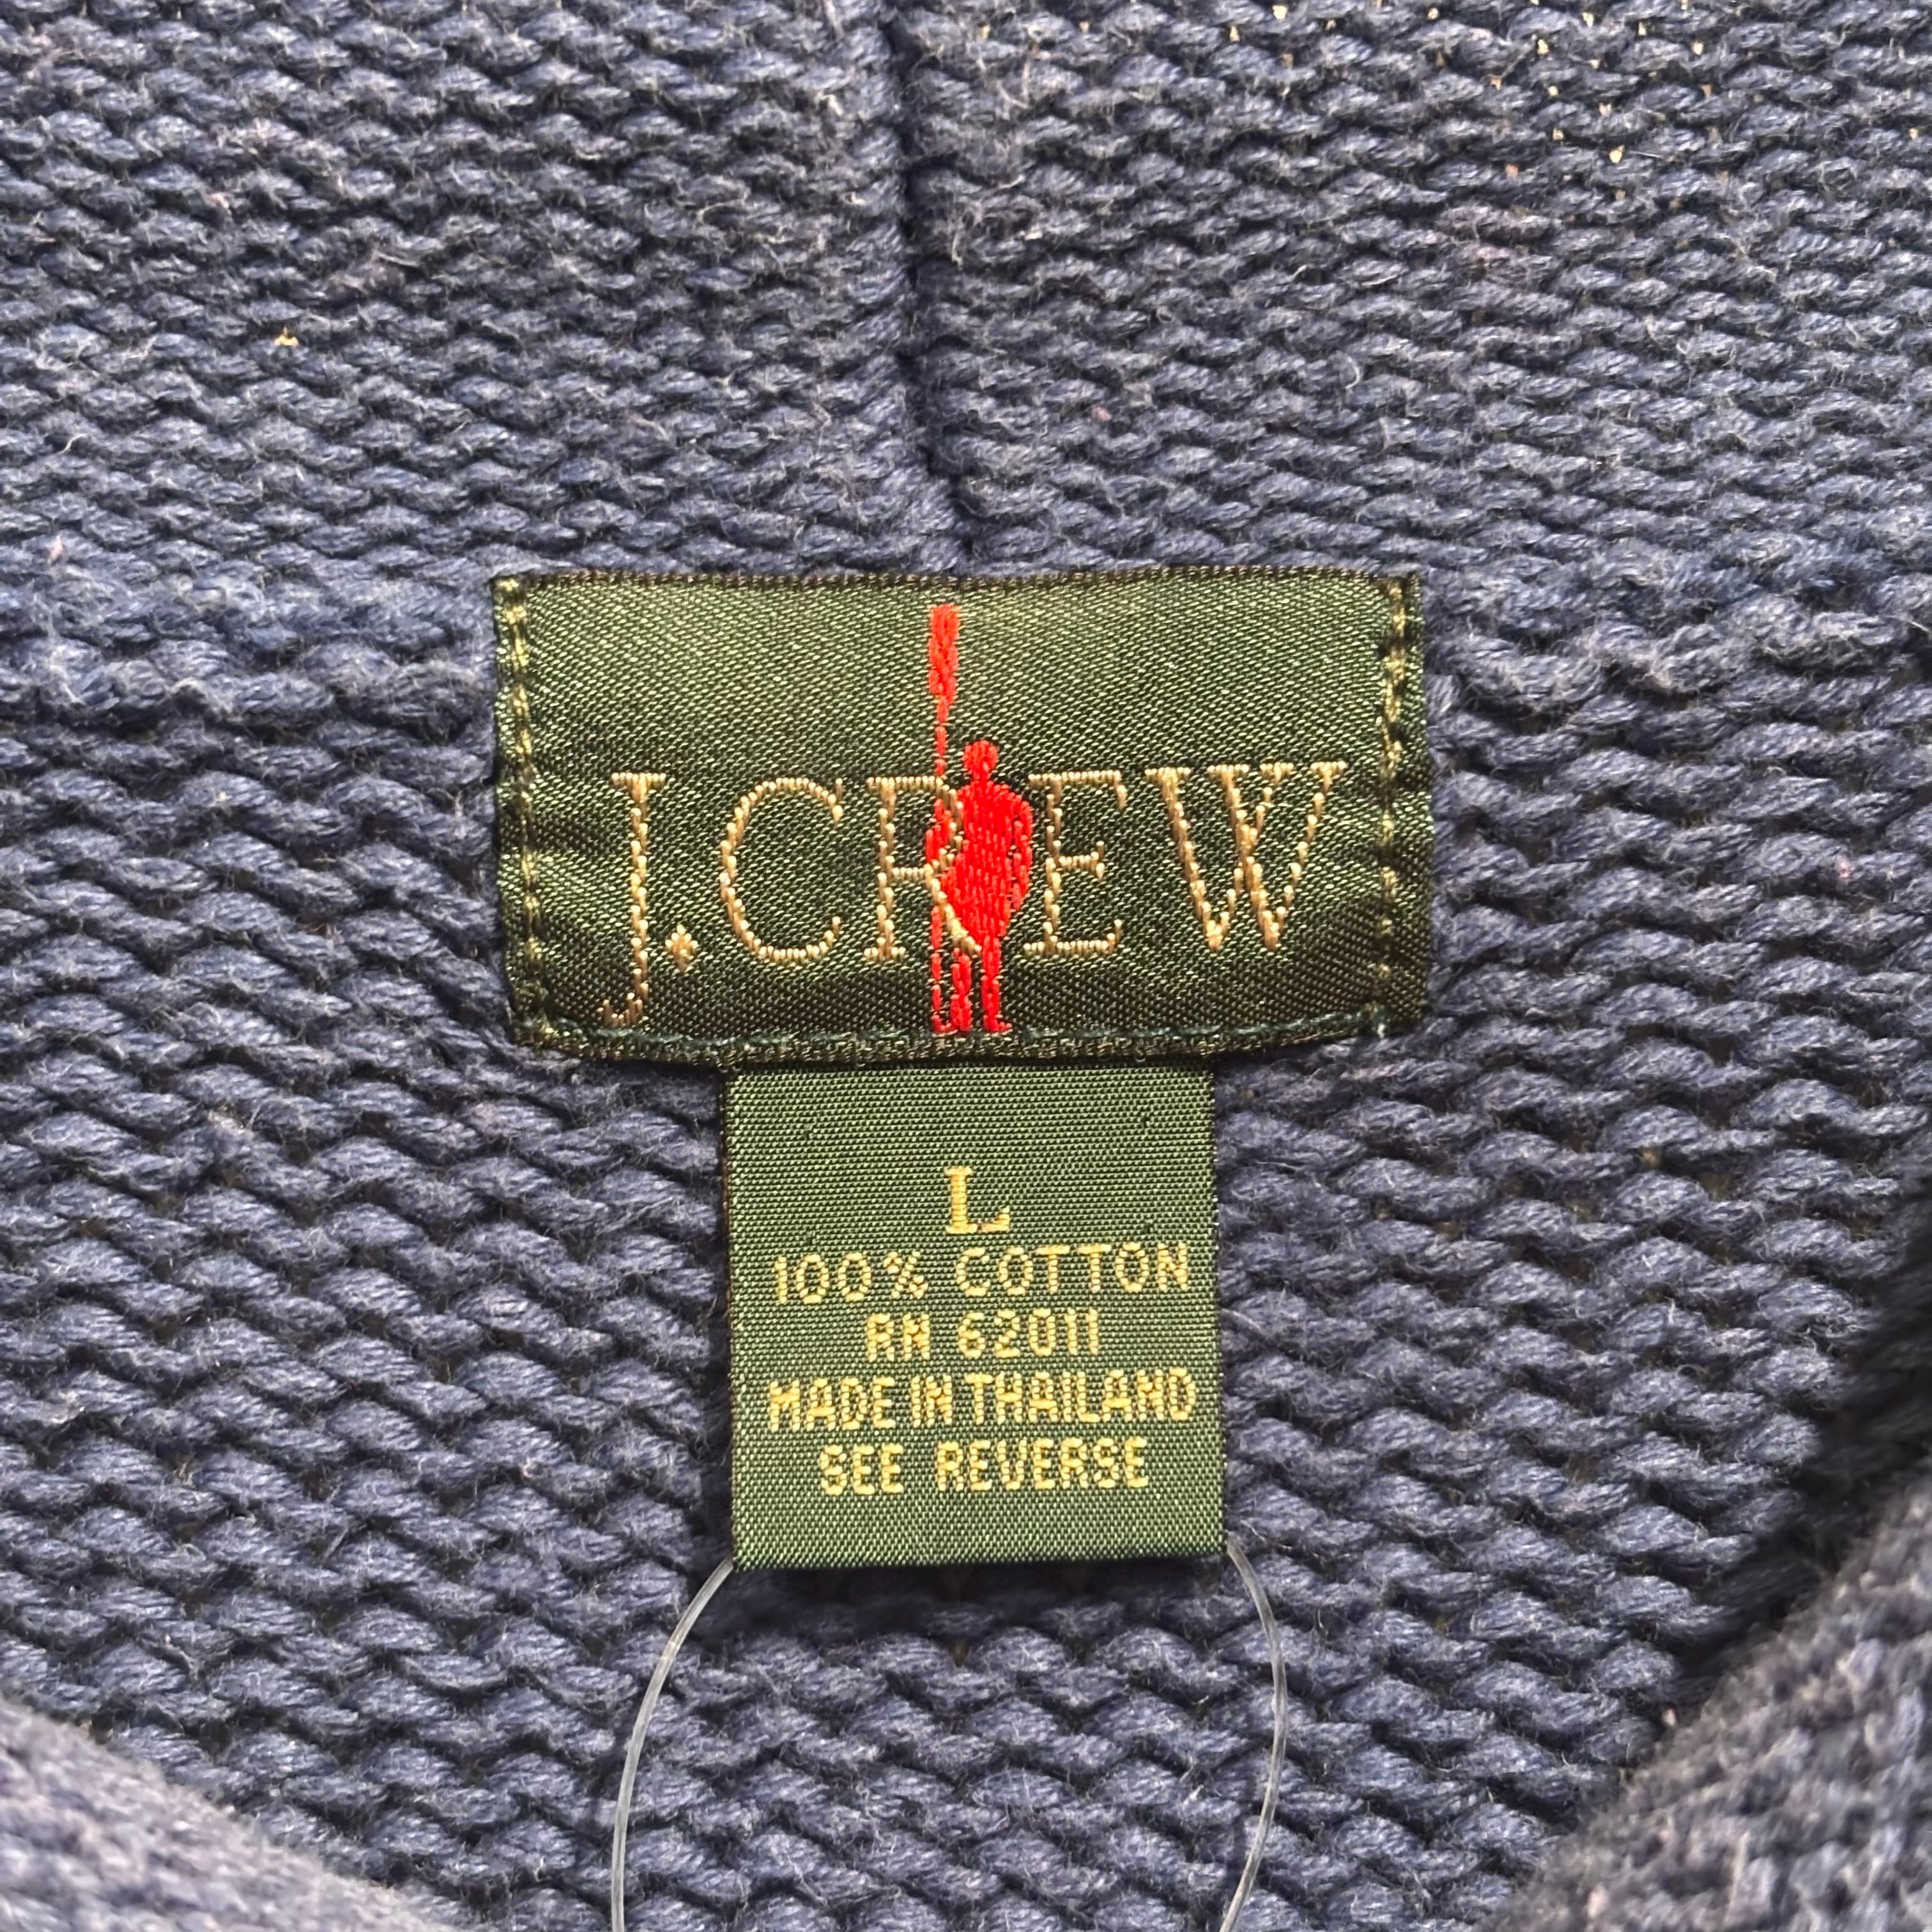 J.CREW
L
100% COTTON
RN 62011
MADE IN THAILAND
SEE REVERSE